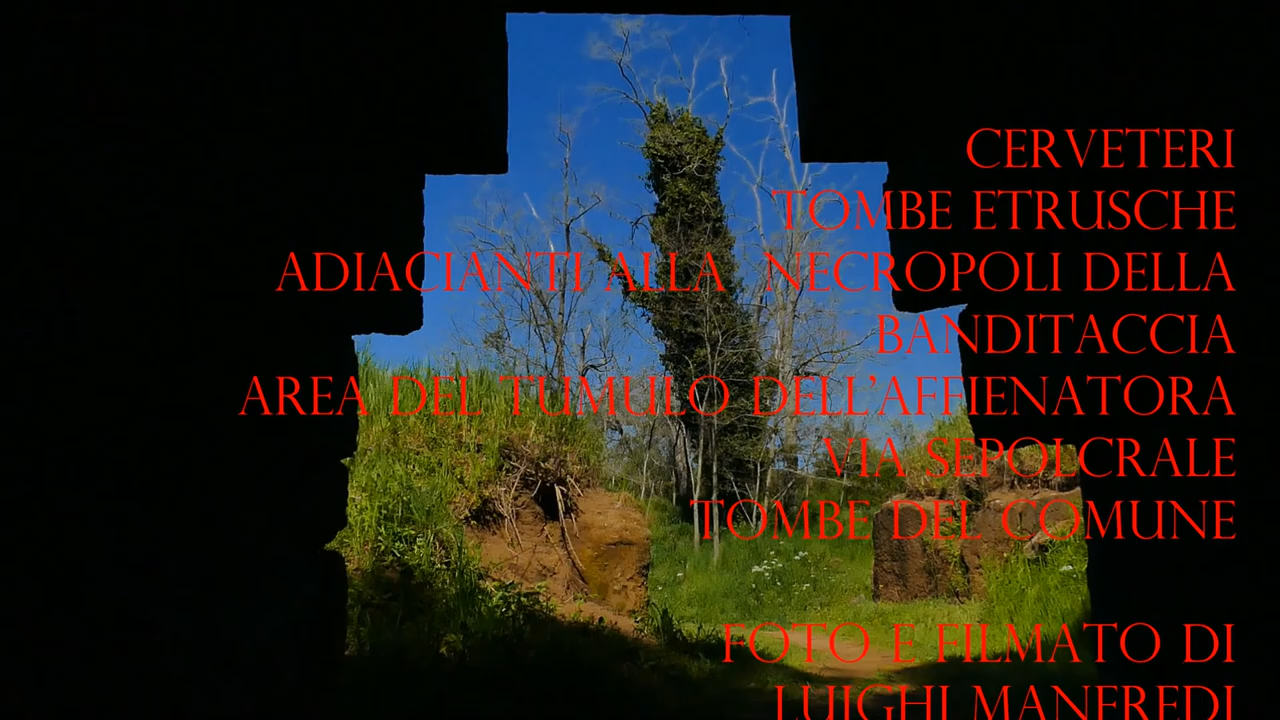 CERVETERI
TOMBE ETRUSCHE
ADIACIANTI ALLA NECROPOLI DELLA
BANDITACCIA
AREA DEL TUMULO DELL'AFFIENATORA
VIA SEPOLCRALE
TOMBE DEL COMUNE
FOTO E FILMATO DI
LUIGHI MANFREDI